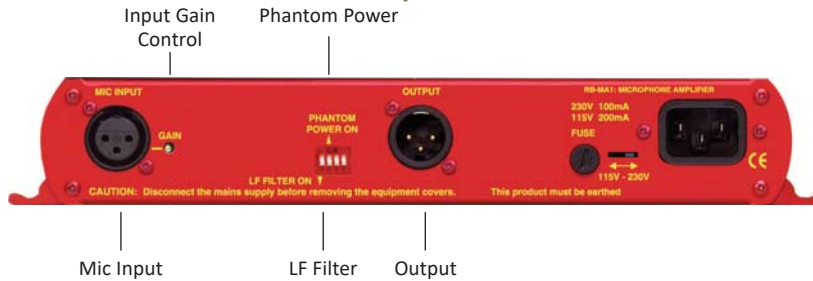 Input Gain
Control
Phantom Power
MIC INPUT
GAIN
PHANTOM
POWER ON
LF FILTER ON
OUTPUT
RB-MA1: MICROPHONE AMPLIFIER
230V 100mA
115V 200mA
FUSE
115V - 230V
CE
CAUTION: Disconnect the mains supply before removing the equipment covers.
This product must be earthed
Mic Input
LF Filter
Output